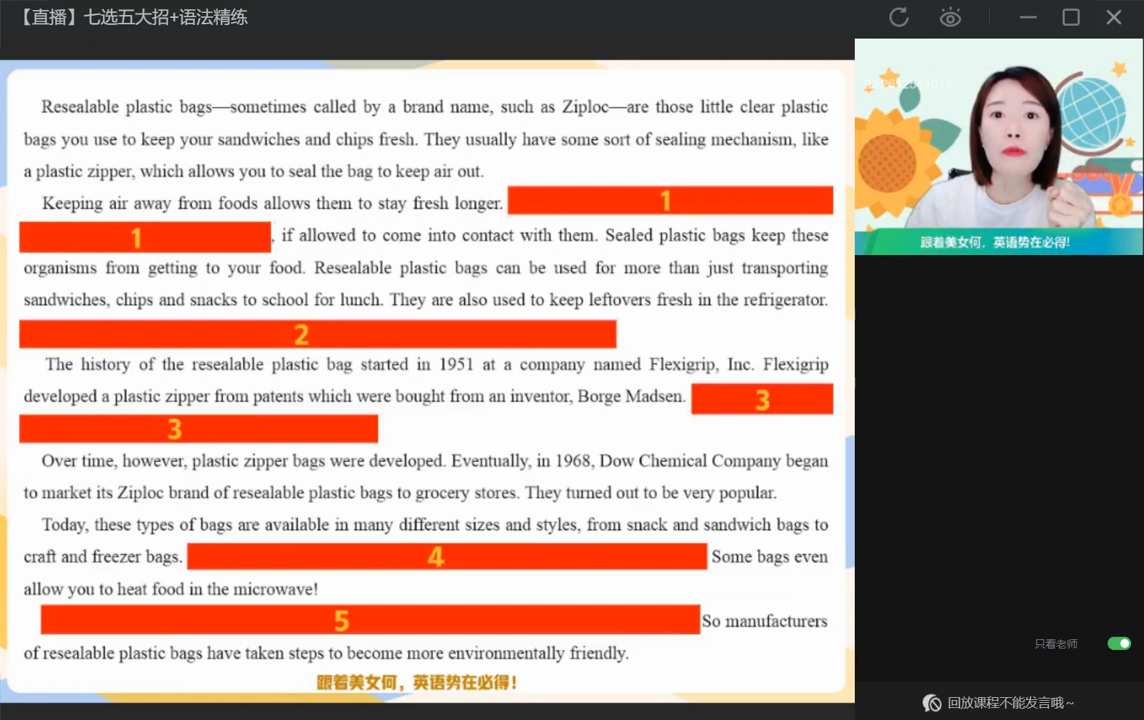 【直播】七选五大招+语法精练
Resealable plastic bags—sometimes called by a brand name, such as Ziploc—are those little clear plastic
bags you use to keep your sandwiches and chips fresh. They usually have some sort of sealing mechanism, like
a plastic zipper, which allows you to seal the bag to keep air out.
Keeping air away from foods allows them to stay fresh longer. 1
1 , if allowed to come into contact with them. Sealed plastic bags keep these
organisms from getting to your food. Resealable plastic bags can be used for more than just transporting
sandwiches, chips and snacks to school for lunch. They are also used to keep leftovers fresh in the refrigerator.
2
The history of the resealable plastic bag started in 1951 at a company named Flexigrip, Inc. Flexigrip
developed a plastic zipper from patents which were bought from an inventor, Borge Madsen. 3
3
Over time, however, plastic zipper bags were developed. Eventually, in 1968, Dow Chemical Company began
to market its Ziploc brand of resealable plastic bags to grocery stores. They turned out to be very popular.
Today, these types of bags are available in many different sizes and styles, from snack and sandwich bags to
craft and freezer bags. 4 Some bags even
allow you to heat food in the microwave!
5 So manufacturers
of resealable plastic bags have taken steps to become more environmentally friendly.
跟着美女何，英语势在必得！
跟着美女何，英语势在必得!
只看老师
回放课程不能发言哦~